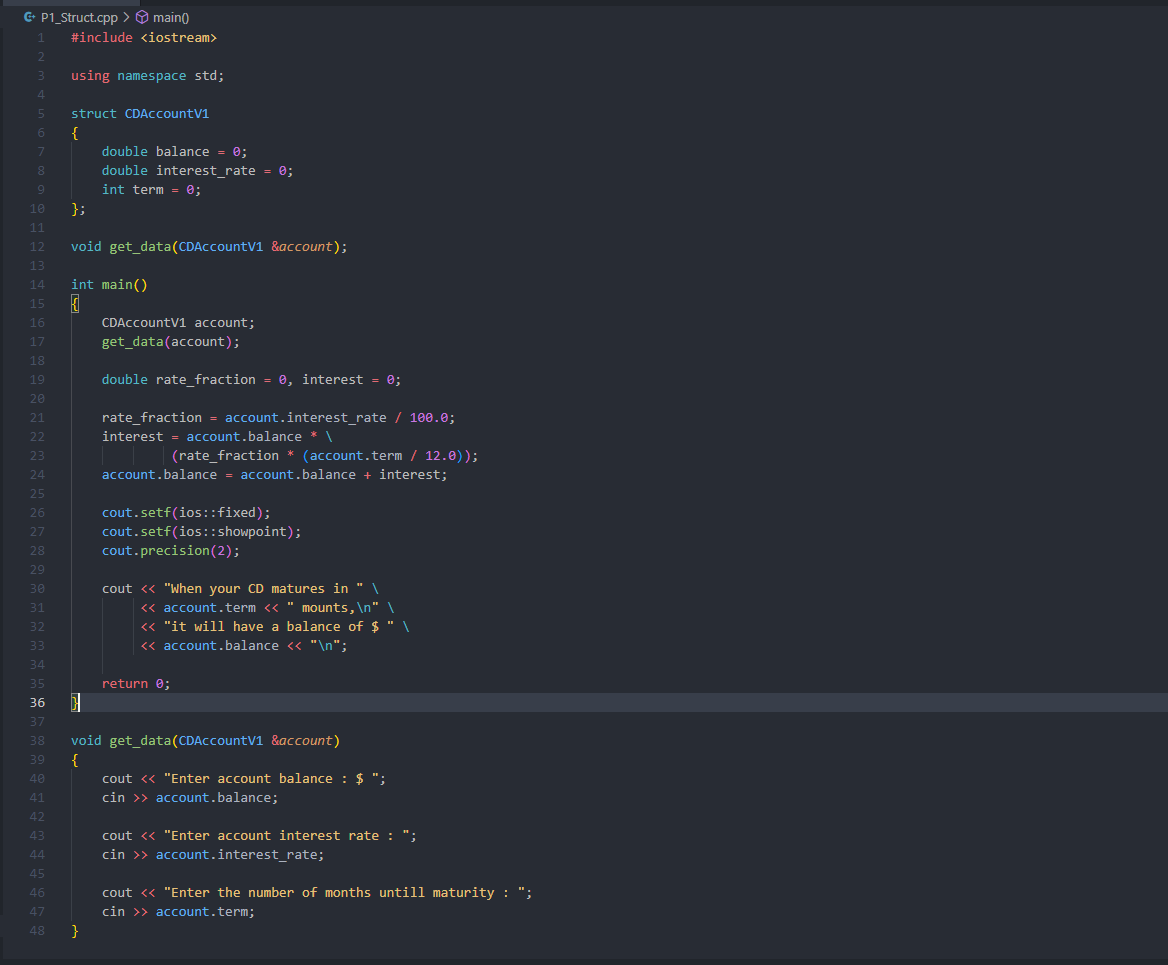 P1_Struct.cpp > main()
1 #include <iostream>
2
3 using namespace std;
4
5 struct CDAccountV1
6 {
7     double balance = 0;
8     double interest_rate = 0;
9     int term = 0;
10 };
11
12 void get_data(CDAccountV1 &account);
13
14 int main()
15 {
16     CDAccountV1 account;
17     get_data(account);
18
19     double rate_fraction = 0, interest = 0;
20
21     rate_fraction = account.interest_rate / 100.0;
22     interest = account.balance * \
23              (rate_fraction * (account.term / 12.0));
24     account.balance = account.balance + interest;
25
26     cout.setf(ios::fixed);
27     cout.setf(ios::showpoint);
28     cout.precision(2);
29
30     cout << "When your CD matures in " \
31          << account.term << " mounts,\n" \
32          << "it will have a balance of $ " \
33          << account.balance << "\n";
34
35     return 0;
36 }
37
38 void get_data(CDAccountV1 &account)
39 {
40     cout << "Enter account balance : $ ";
41     cin >> account.balance;
42
43     cout << "Enter account interest rate : ";
44     cin >> account.interest_rate;
45
46     cout << "Enter the number of months untill maturity : ";
47     cin >> account.term;
48 }